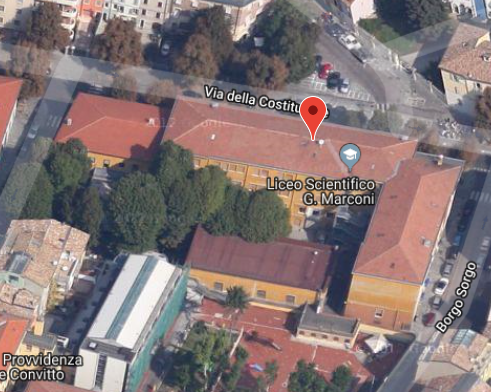 Via della Costitu
Liceo Scientifico
G. Marconi
Borgo Sorgo
Provvidenza
e Convitto